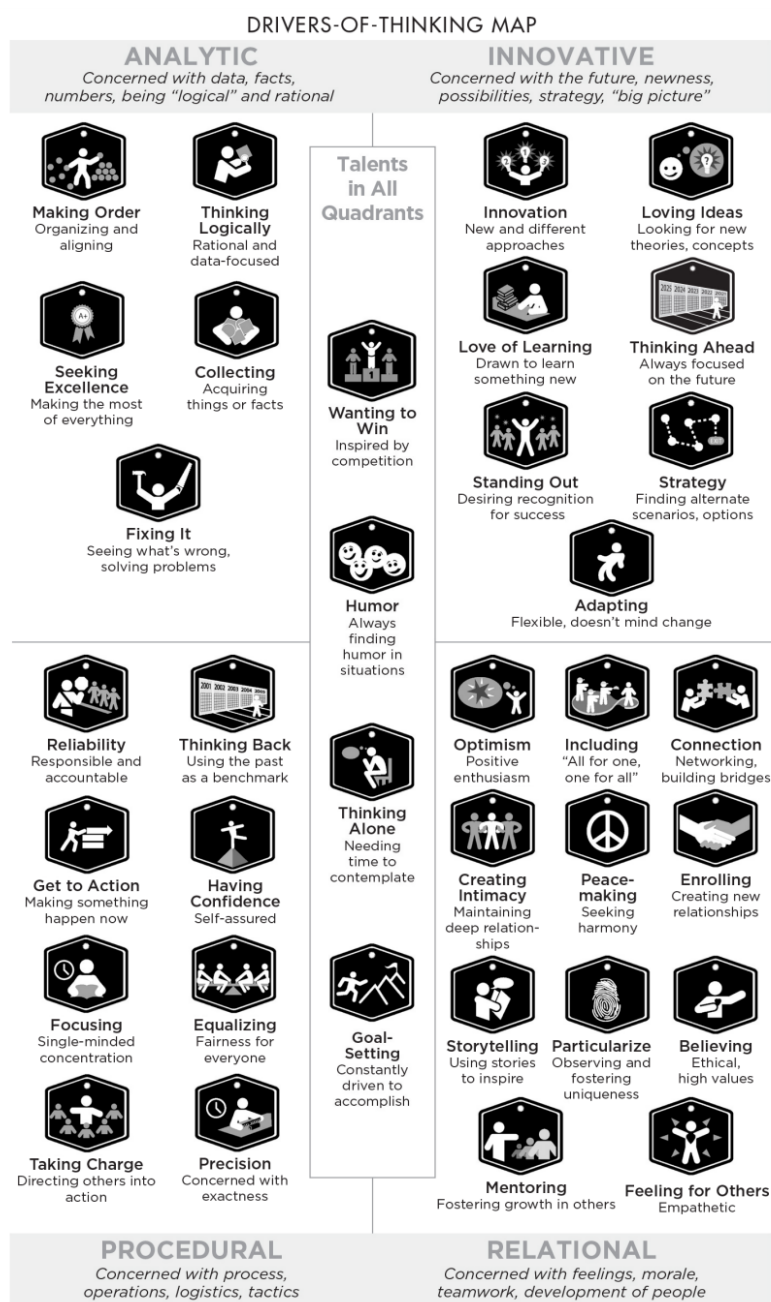 DRIVERS-OF-THINKING MAP
ANALYTIC
Concerned with data, facts,
numbers, being “logical” and rational
INNOVATIVE
Concerned with the future, newness,
possibilities, strategy, “big picture”
Making Order
Organizing and
aligning
Thinking
Logically
Rational and
data-focused
A+
Seeking
Excellence
Making the most
of everything
Collecting
Acquiring
things or facts
Fixing It
Seeing what’s wrong,
solving problems
Talents
in All
Quadrants
1
Wanting to
Win
Inspired by
competition
Humor
Always
finding
humor in
situations
Thinking
Alone
Needing
time to
contemplate
Goal-
Setting
Constantly
driven to
accomplish
2 1 3
Innovation
New and different
approaches
?
Loving Ideas
Looking for new
theories, concepts
Love of Learning
Drawn to learn
something new
2025 2024 2023 2022
Thinking Ahead
Always focused
on the future
Standing Out
Desiring recognition
for success
Strategy
Finding alternate
scenarios, options
Adapting
Flexible, doesn’t mind change
Reliability
Responsible and
accountable
2001 2002 2003 2004
Thinking Back
Using the past
as a benchmark
Get to Action
Making something
happen now
Having
Confidence
Self-assured
Focusing
Single-minded
concentration
Equalizing
Fairness for
everyone
Taking Charge
Directing others into
action
Precision
Concerned with
exactness
Optimism
Positive
enthusiasm
Including
“All for one,
one for all”
Connection
Networking,
building bridges
Creating
Intimacy
Maintaining
deep relation-
ships
Peace-
making
Seeking
harmony
Enrolling
Creating new
relationships
Storytelling
Using stories
to inspire
Particularize
Observing and
fostering
uniqueness
Believing
Ethical,
high values
Mentoring
Fostering growth in others
Feeling for Others
Empathetic
PROCEDURAL
Concerned with process,
operations, logistics, tactics
RELATIONAL
Concerned with feelings, morale,
teamwork, development of people